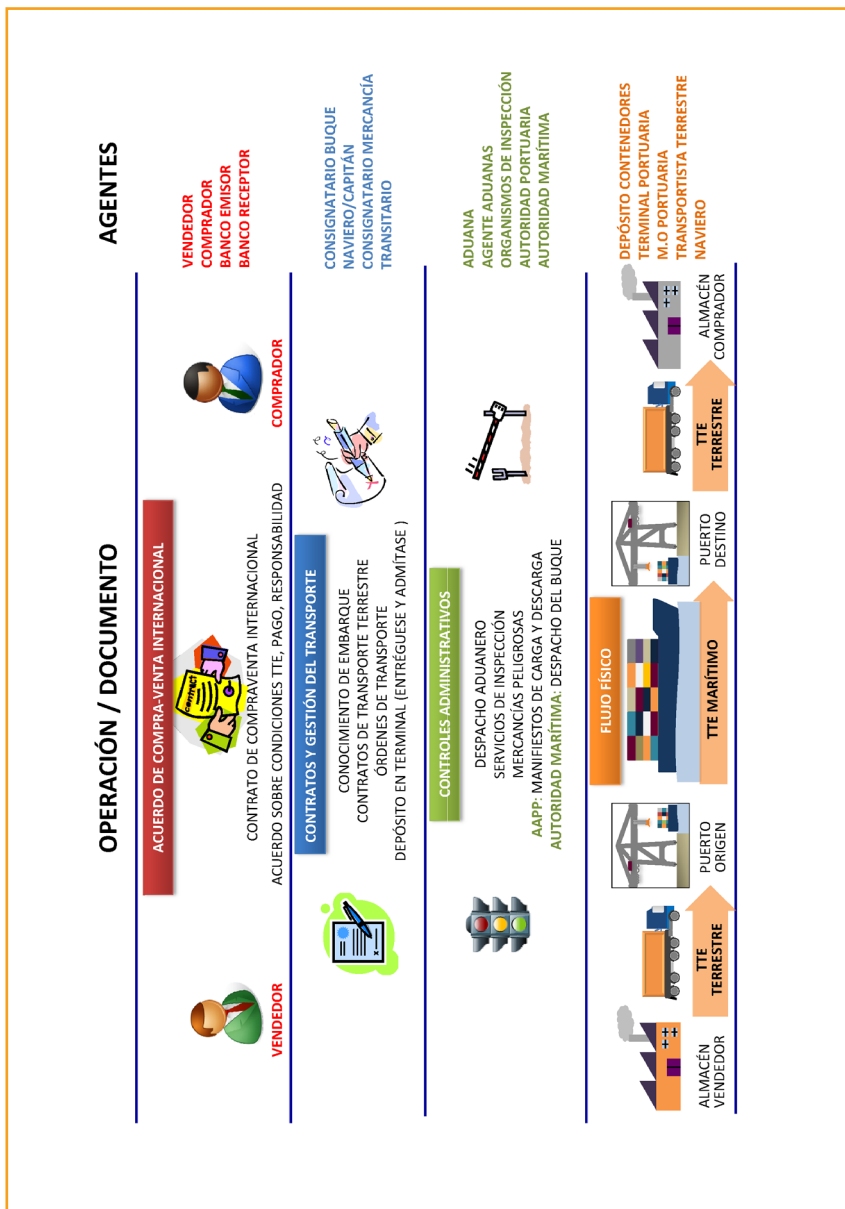 OPERACIÓN / DOCUMENTO
AGENTES
ACUERDO DE COMPRA-VENTA INTERNACIONAL
contract
VENDEDOR
COMPRADOR
CONTRATO DE COMPRAVENTA INTERNACIONAL
ACUERDO SOBRE CONDICIONES TTE, PAGO, RESPONSABILIDAD
VENDEDOR
COMPRADOR
BANCO EMISOR
BANCO RECEPTOR
CONTRATOS Y GESTIÓN DEL TRANSPORTE
CONOCIMIENTO DE EMBARQUE
CONTRATOS DE TRANSPORTE TERRESTRE
ÓRDENES DE TRANSPORTE
DEPÓSITO EN TERMINAL (ENTRÉGUESE Y ADMÍTASE )
CONSIGNATARIO BUQUE
NAVIERO/CAPITÁN
CONSIGNATARIO MERCANCÍA
TRANSITARIO
CONTROLES ADMINISTRATIVOS
DESPACHO ADUANERO
SERVICIOS DE INSPECCIÓN
MERCANCÍAS PELIGROSAS
AAPP: MANIFIESTOS DE CARGA Y DESCARGA
AUTORIDAD MARÍTIMA: DESPACHO DEL BUQUE
ADUANA
AGENTE ADUANAS
ORGANISMOS DE INSPECCIÓN
AUTORIDAD PORTUARIA
AUTORIDAD MARÍTIMA
FLUJO FÍSICO
ALMACÉN
VENDEDOR
TTE
TERRESTRE
PUERTO
ORIGEN
TTE MARÍTIMO
PUERTO
DESTINO
TTE
TERRESTRE
ALMACÉN
COMPRADOR
DEPÓSITO CONTENEDORES
TERMINAL PORTUARIA
M.O PORTUARIA
TRANSPORTISTA TERRESTRE
NAVIERO